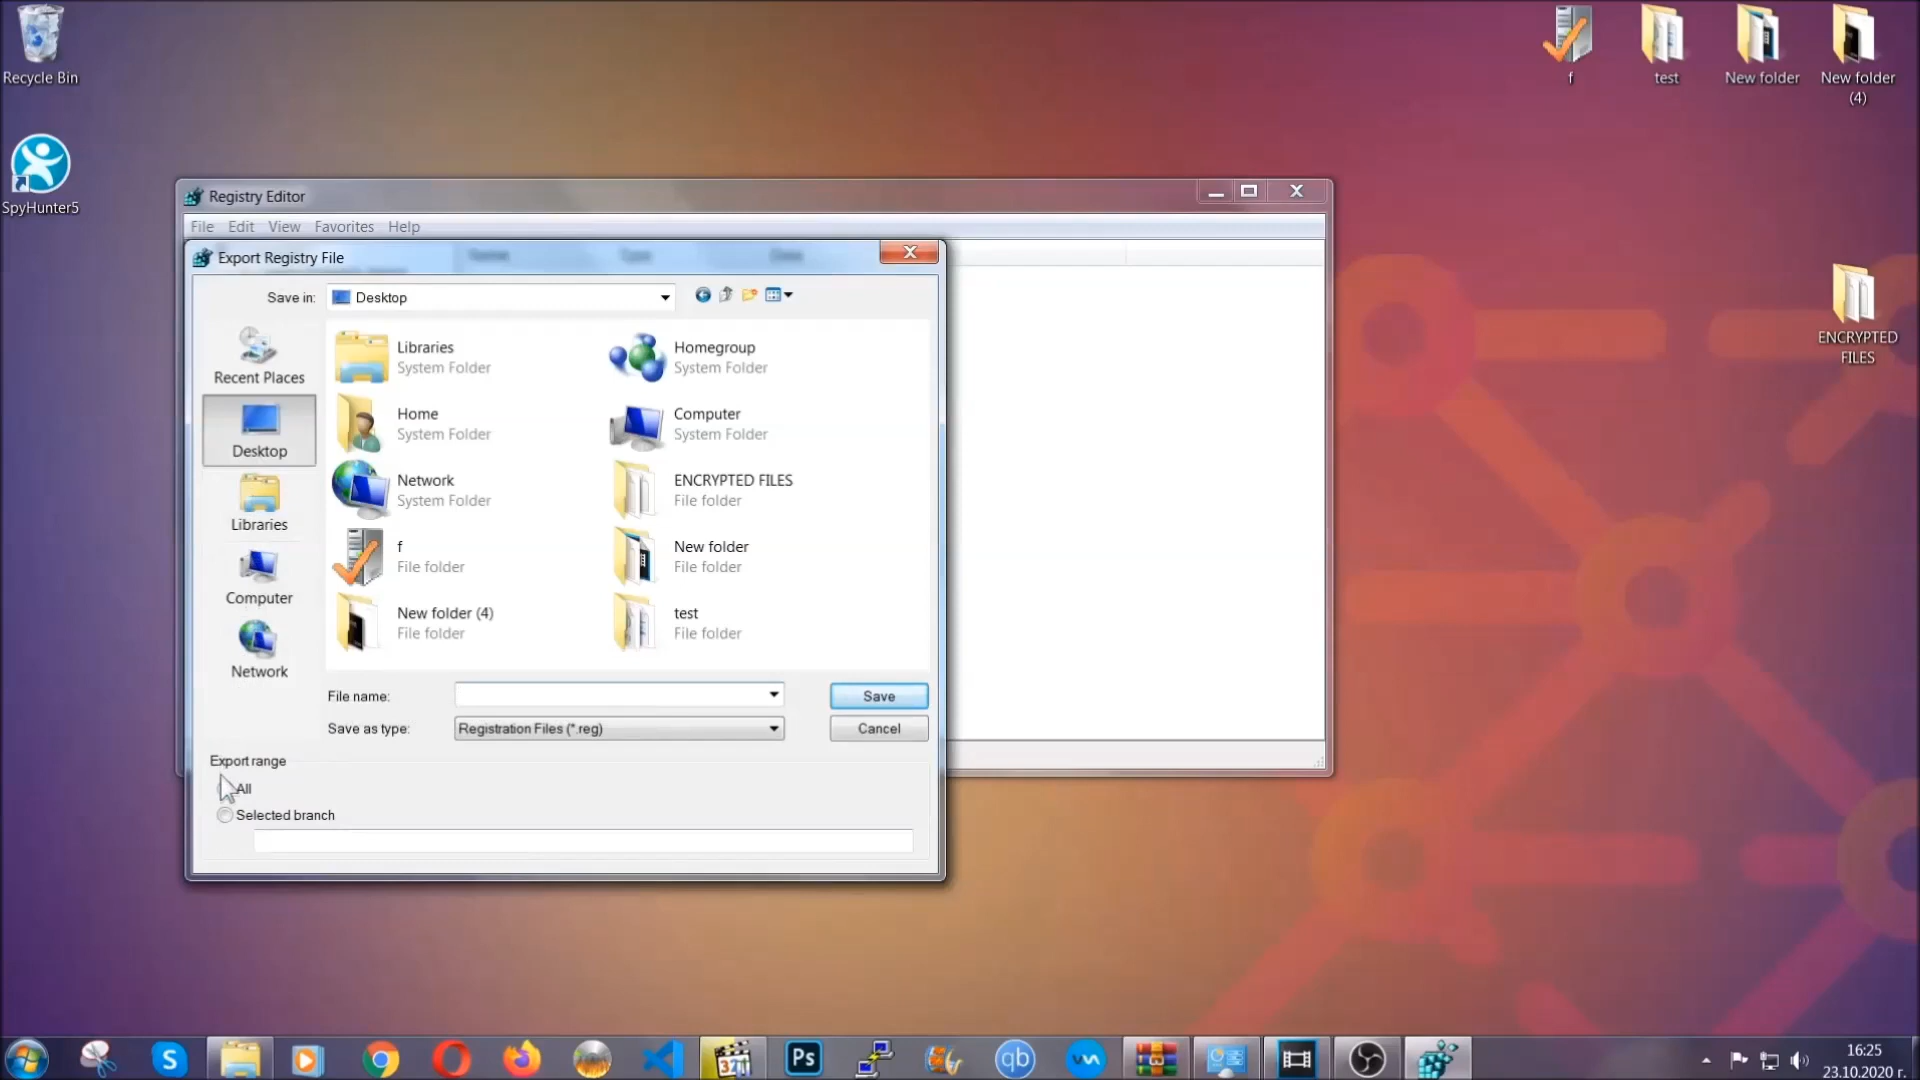 Recycle Bin
SpyHunter5
f
test
New folder
New folder
(4)
ENCRYPTED
FILES
Registry Editor
File Edit View Favorites Help
Export Registry File
Save in:
Desktop
Recent Places
Desktop
Libraries
Computer
Network
Libraries
System Folder
Homegroup
System Folder
Home
System Folder
Computer
System Folder
Network
System Folder
ENCRYPTED FILES
File folder
f
File folder
New folder
File folder
New folder (4)
File folder
test
File folder
File name:
Save
Save as type:
Registration Files (*.reg)
Cancel
Export range
All
Selected branch
S
321
Ps
qb
16:25
23.10.2020 г.